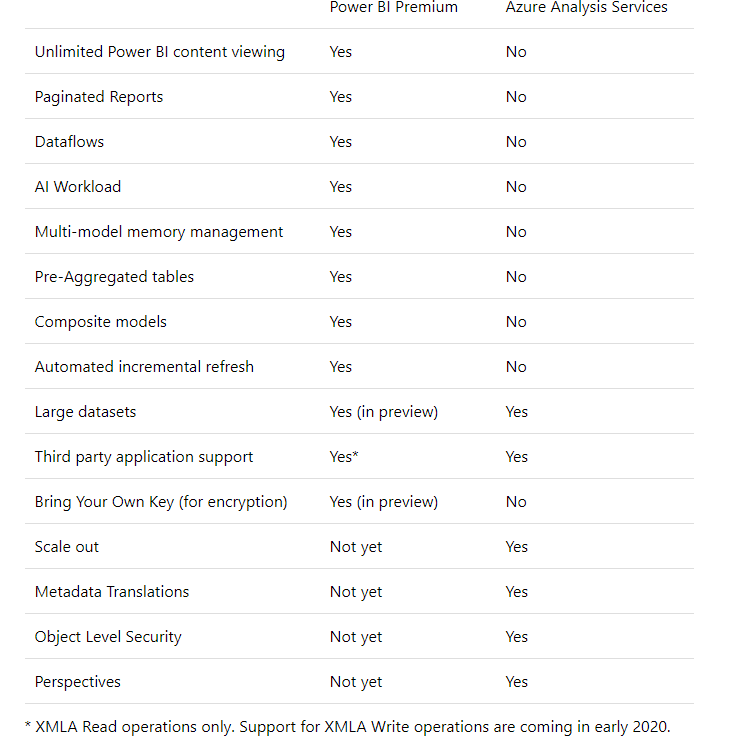 Power BI Premium Azure Analysis Services
Unlimited Power BI content viewing Yes No
Paginated Reports Yes No
Dataflows Yes No
AI Workload Yes No
Multi-model memory management Yes No
Pre-Aggregated tables Yes No
Composite models Yes No
Automated incremental refresh Yes No
Large datasets Yes (in preview) Yes
Third party application support Yes* Yes
Bring Your Own Key (for encryption) Yes (in preview) No
Scale out Not yet Yes
Metadata Translations Not yet Yes
Object Level Security Not yet Yes
Perspectives Not yet Yes
* XMLA Read operations only. Support for XMLA Write operations are coming in early 2020.